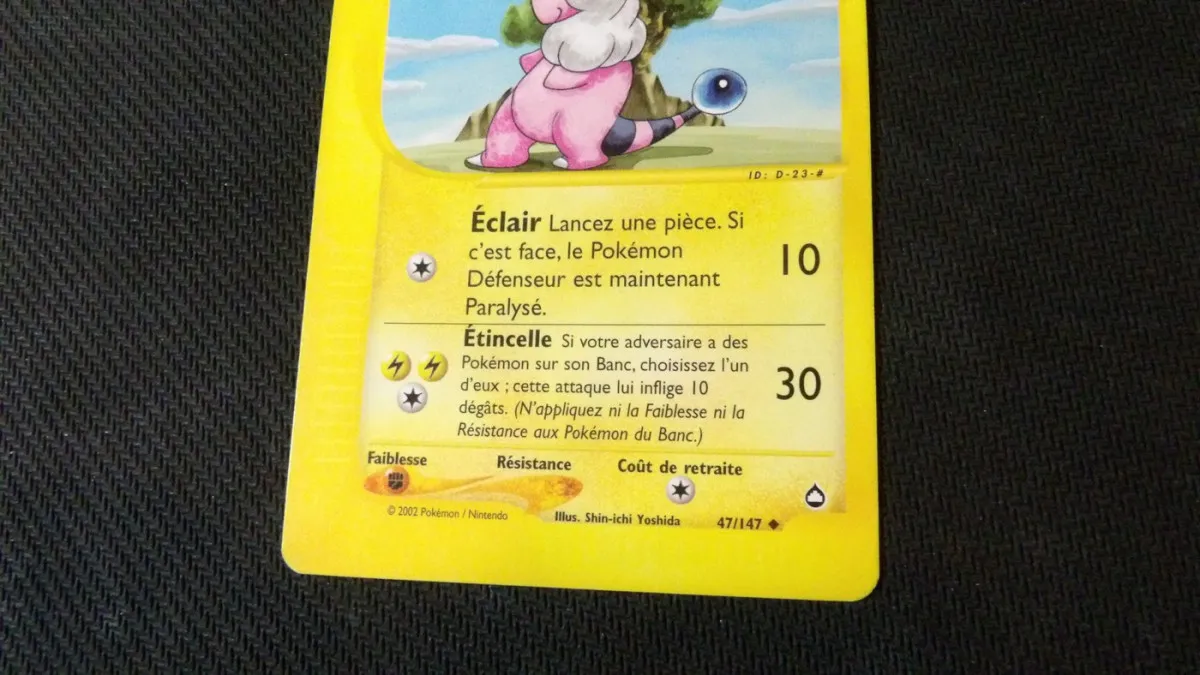 ID: D-23-#
Éclair Lancez une pièce. Si
c'est face, le Pokémon
Défenseur est maintenant
Paralysé.
10
Étincelle Si votre adversaire a des
Pokémon sur son Banc, choisissez l'un
d'eux ; cette attaque lui inflige 10
dégâts. (N'appliquez ni la Faiblesse ni la
Résistance aux Pokémon du Banc.)
30
Faiblesse Résistance Coût de retraite
© 2002 Pokémon / Nintendo Illus. Shin-ichi Yoshida 47/147